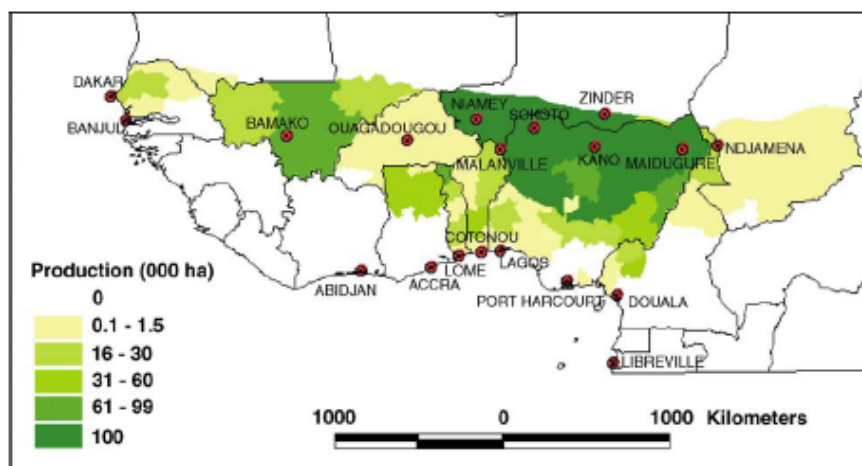 DAKAR
BANJUL
BAMAKO
OUAGADOUGOU
NIAMEY
SOKOTO
ZINDER
MALANVILLE
KANO
MAIDUGURE
NDJAMENA
COTONOU
LOME
LAGOS
ABIDJAN
ACCRA
PORT HARCOURT
DOUALA
LIBREVILLE
Production (000 ha)
0
0.1 - 1.5
16 - 30
31 - 60
61 - 99
100
1000 0 1000 Kilometers